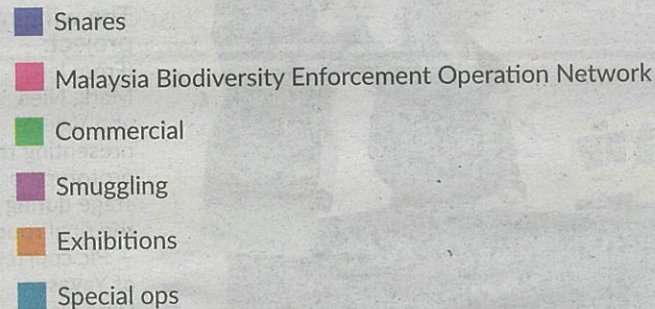 Snares
Malaysia Biodiversity Enforcement Operation Network
Commercial
Smuggling
Exhibitions
Special ops